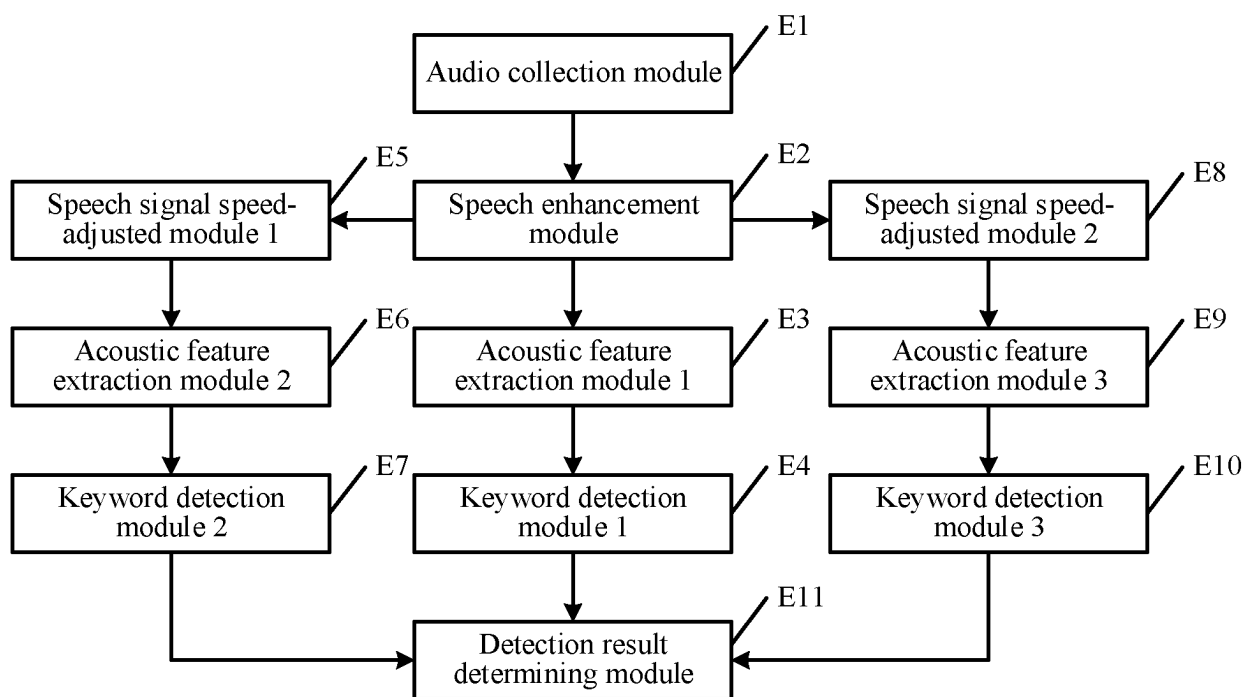 E1
Audio collection module
E5
E2
E8
Speech signal speed-
adjusted module 1
Speech enhancement
module
Speech signal speed-
adjusted module 2
E6
E3
E9
Acoustic feature
extraction module 2
Acoustic feature
extraction module 1
Acoustic feature
extraction module 3
E7
E4
E10
Keyword detection
module 2
Keyword detection
module 1
Keyword detection
module 3
E11
Detection result
determining module